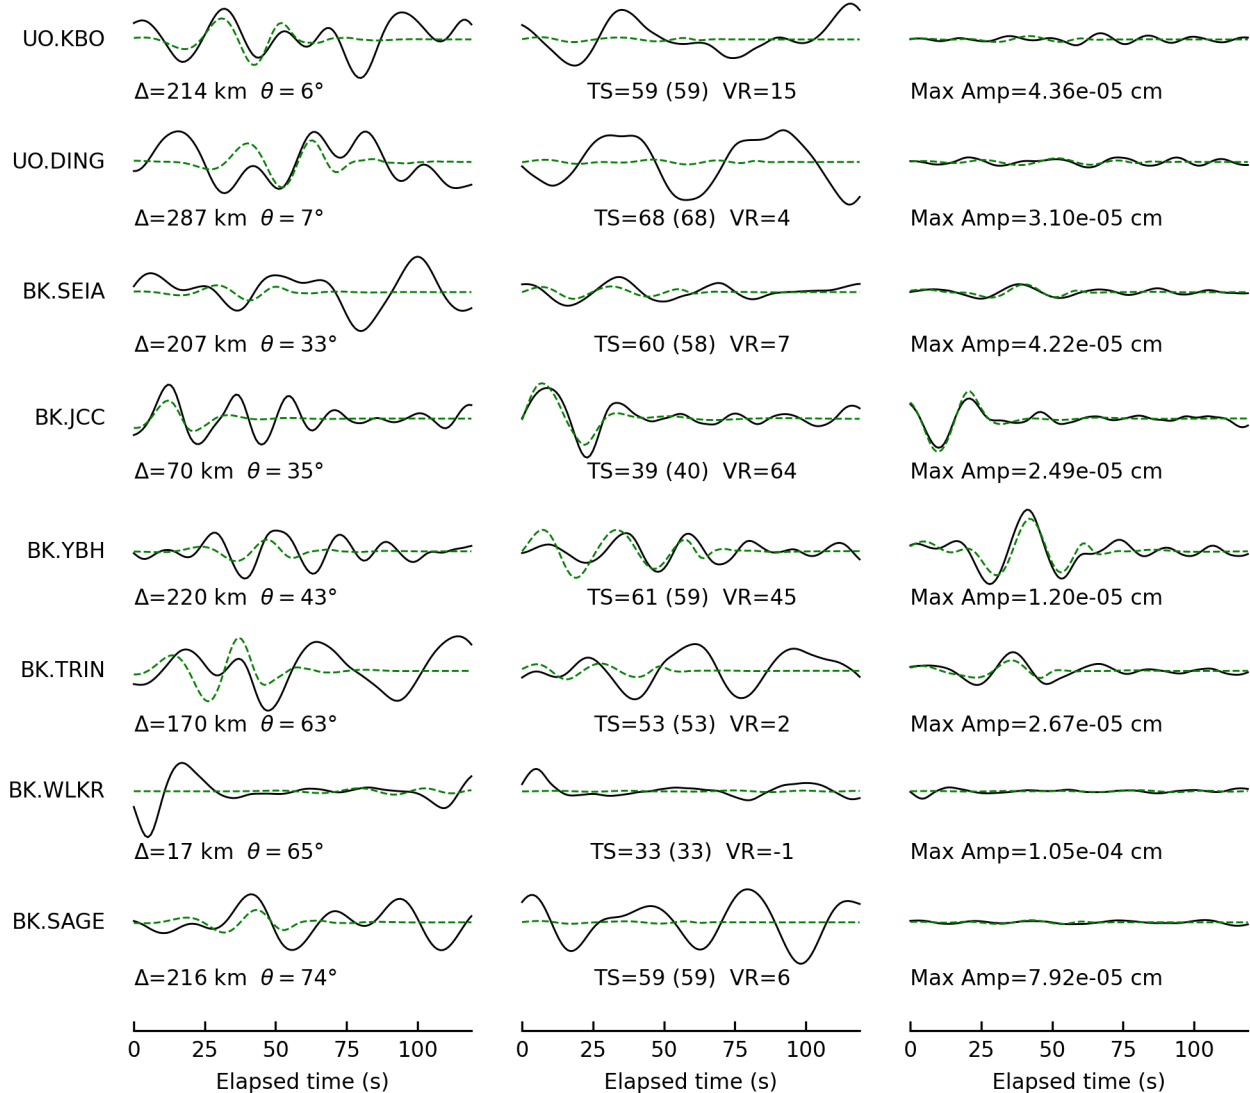 UO.KBO
Δ=214 km θ = 6° TS=59 (59) VR=15 Max Amp=4.36e-05 cm
UO.DING
Δ=287 km θ = 7° TS=68 (68) VR=4 Max Amp=3.10e-05 cm
BK.SEIA
Δ=207 km θ = 33° TS=60 (58) VR=7 Max Amp=4.22e-05 cm
BK.JCC
Δ=70 km θ = 35° TS=39 (40) VR=64 Max Amp=2.49e-05 cm
BK.YBH
Δ=220 km θ = 43° TS=61 (59) VR=45 Max Amp=1.20e-05 cm
BK.TRIN
Δ=170 km θ = 63° TS=53 (53) VR=2 Max Amp=2.67e-05 cm
BK.WLKR
Δ=17 km θ = 65° TS=33 (33) VR=-1 Max Amp=1.05e-04 cm
BK.SAGE
Δ=216 km θ = 74° TS=59 (59) VR=6 Max Amp=7.92e-05 cm
0 25 50 75 100 0 25 50 75 100 0 25 50 75 100
Elapsed time (s) Elapsed time (s) Elapsed time (s)